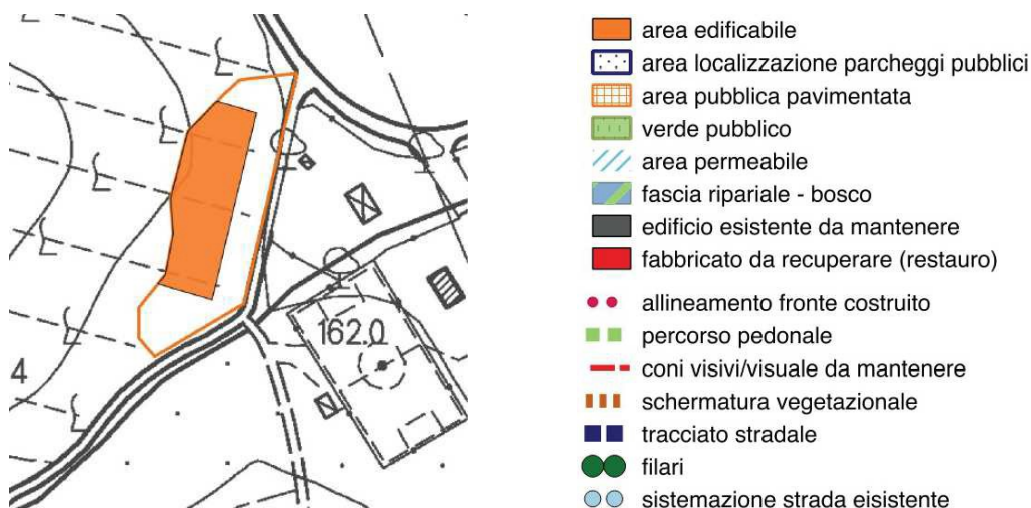 4
162,0
area edificabile
area localizzazione parcheggi pubblici
area pubblica pavimentata
verde pubblico
area permeabile
fascia ripariale - bosco
edificio esistente da mantenere
fabbricato da recuperare (restauro)
allineamento fronte costruito
percorso pedonale
coni visivi/visuale da mantenere
schermatura vegetazionale
tracciato stradale
filari
sistemazione strada eisistente